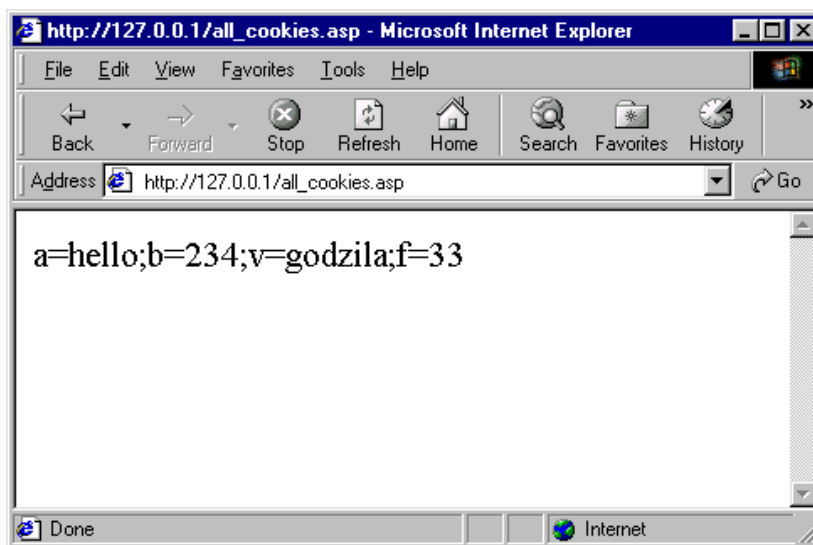 http://127.0.0.1/all_cookies.asp - Microsoft Internet Explorer
File Edit View Favorites Tools Help
Back Forward Stop Refresh Home Search Favorites History »
Address http://127.0.0.1/all_cookies.asp Go
a=hello;b=234;v=godzila;f=33
Done Internet